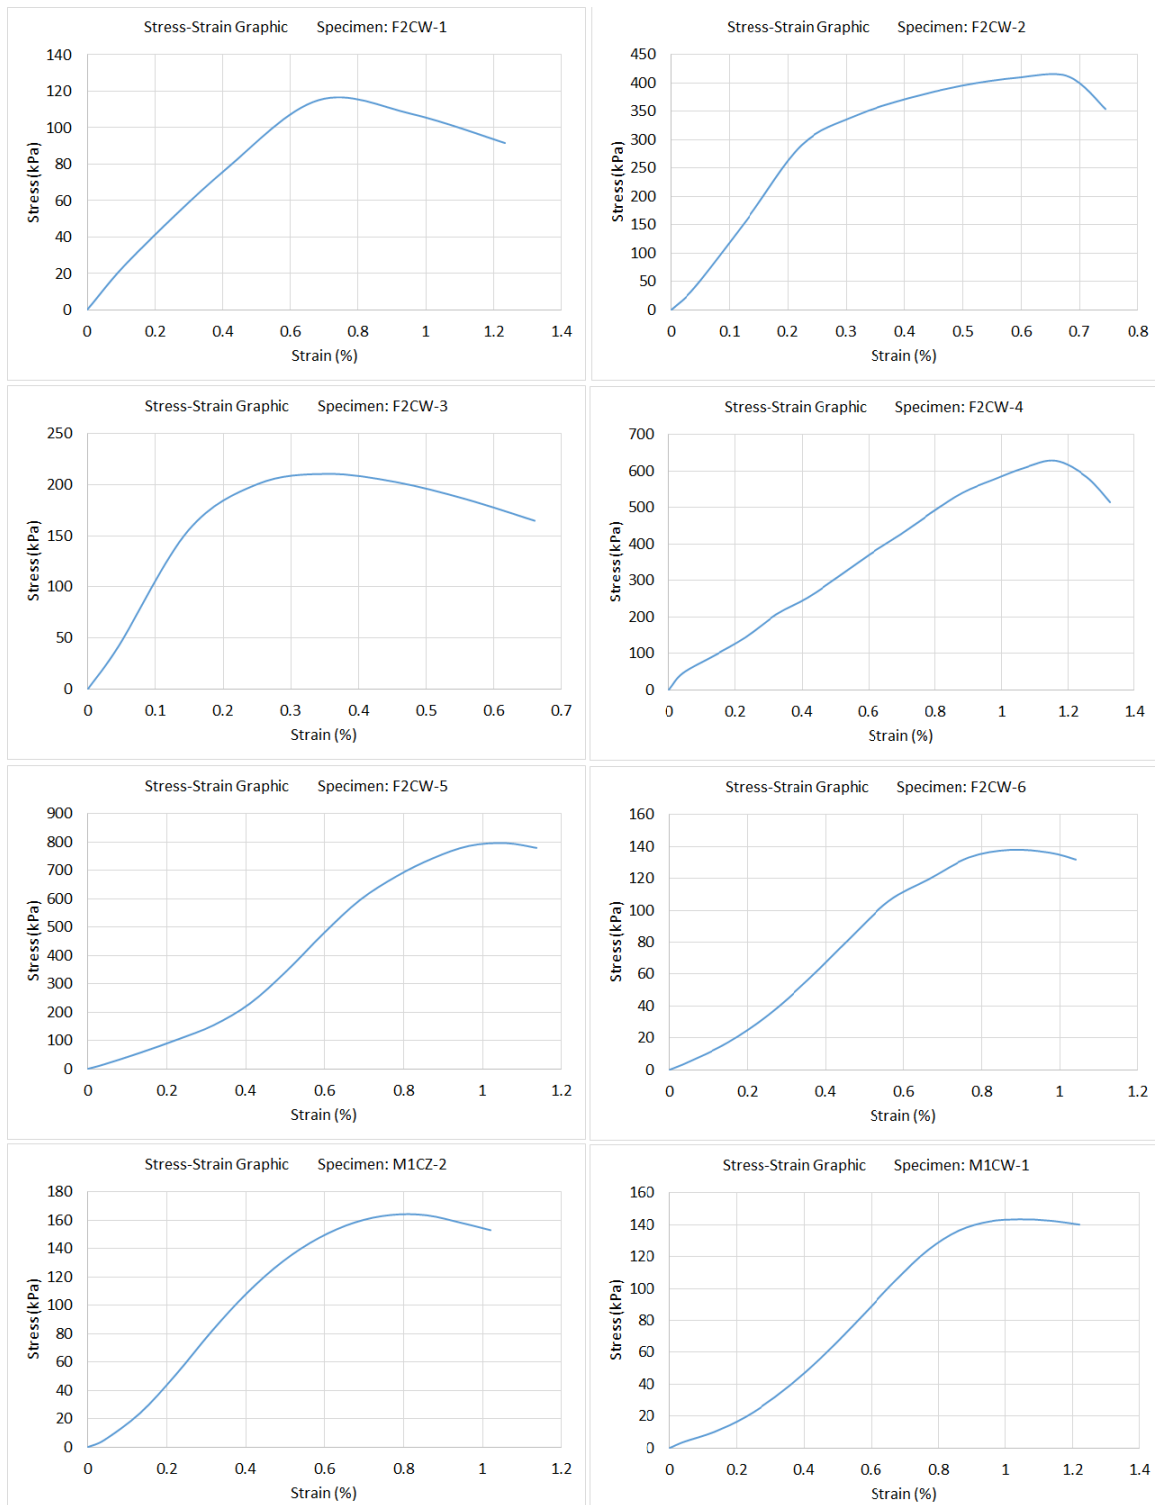 Stress-Strain Graphic Specimen: F2CW-1
140
120
100
80
60
40
20
0
Stress (kPa)
0 0.2 0.4 0.6 0.8 1 1.2 1.4
Strain (%)
Stress-Strain Graphic Specimen: F2CW-2
450
400
350
300
250
200
150
100
50
0
Stress (kPa)
0 0.1 0.2 0.3 0.4 0.5 0.6 0.7 0.8
Strain (%)
Stress-Strain Graphic Specimen: F2CW-3
250
200
150
100
50
0
Stress (kPa)
0 0.1 0.2 0.3 0.4 0.5 0.6 0.7
Strain (%)
Stress-Strain Graphic Specimen: F2CW-4
700
600
500
400
300
200
100
0
Stress (kPa)
0 0.2 0.4 0.6 0.8 1 1.2 1.4
Strain (%)
Stress-Strain Graphic Specimen: F2CW-5
900
800
700
600
500
400
300
200
100
0
Stress (kPa)
0 0.2 0.4 0.6 0.8 1 1.2
Strain (%)
Stress-Strain Graphic Specimen: F2CW-6
160
140
120
100
80
60
40
20
0
Stress (kPa)
0 0.2 0.4 0.6 0.8 1 1.2
Strain (%)
Stress-Strain Graphic Specimen: M1CZ-2
180
160
140
120
100
80
60
40
20
0
Stress (kPa)
0 0.2 0.4 0.6 0.8 1 1.2
Strain (%)
Stress-Strain Graphic Specimen: M1CW-1
160
140
120
100
80
60
40
20
0
Stress (kPa)
0 0.2 0.4 0.6 0.8 1 1.2 1.4
Strain (%)